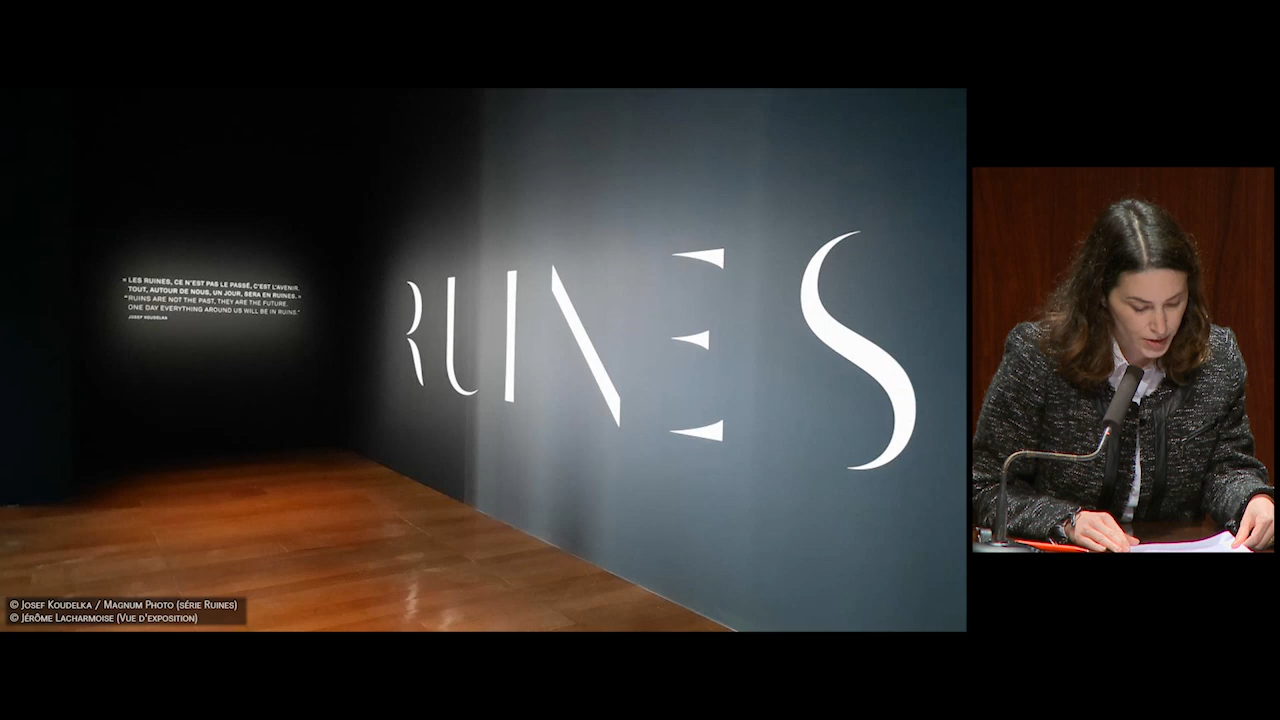 « LES RUINES, CE N'EST PAS LE PASSÉ, C'EST L'AVENIR.
TOUT, AUTOUR DE NOUS, UN JOUR, SERA EN RUINES. »
"RUINS ARE NOT THE PAST, THEY ARE THE FUTURE.
ONE DAY EVERYTHING AROUND US WILL BE IN RUINS."
JOSEF KOUDELKA
RUINES
© Josef Koudelka / Magnum Photo (série Ruines)
© Jérôme Lacharmoise (Vue d'exposition)